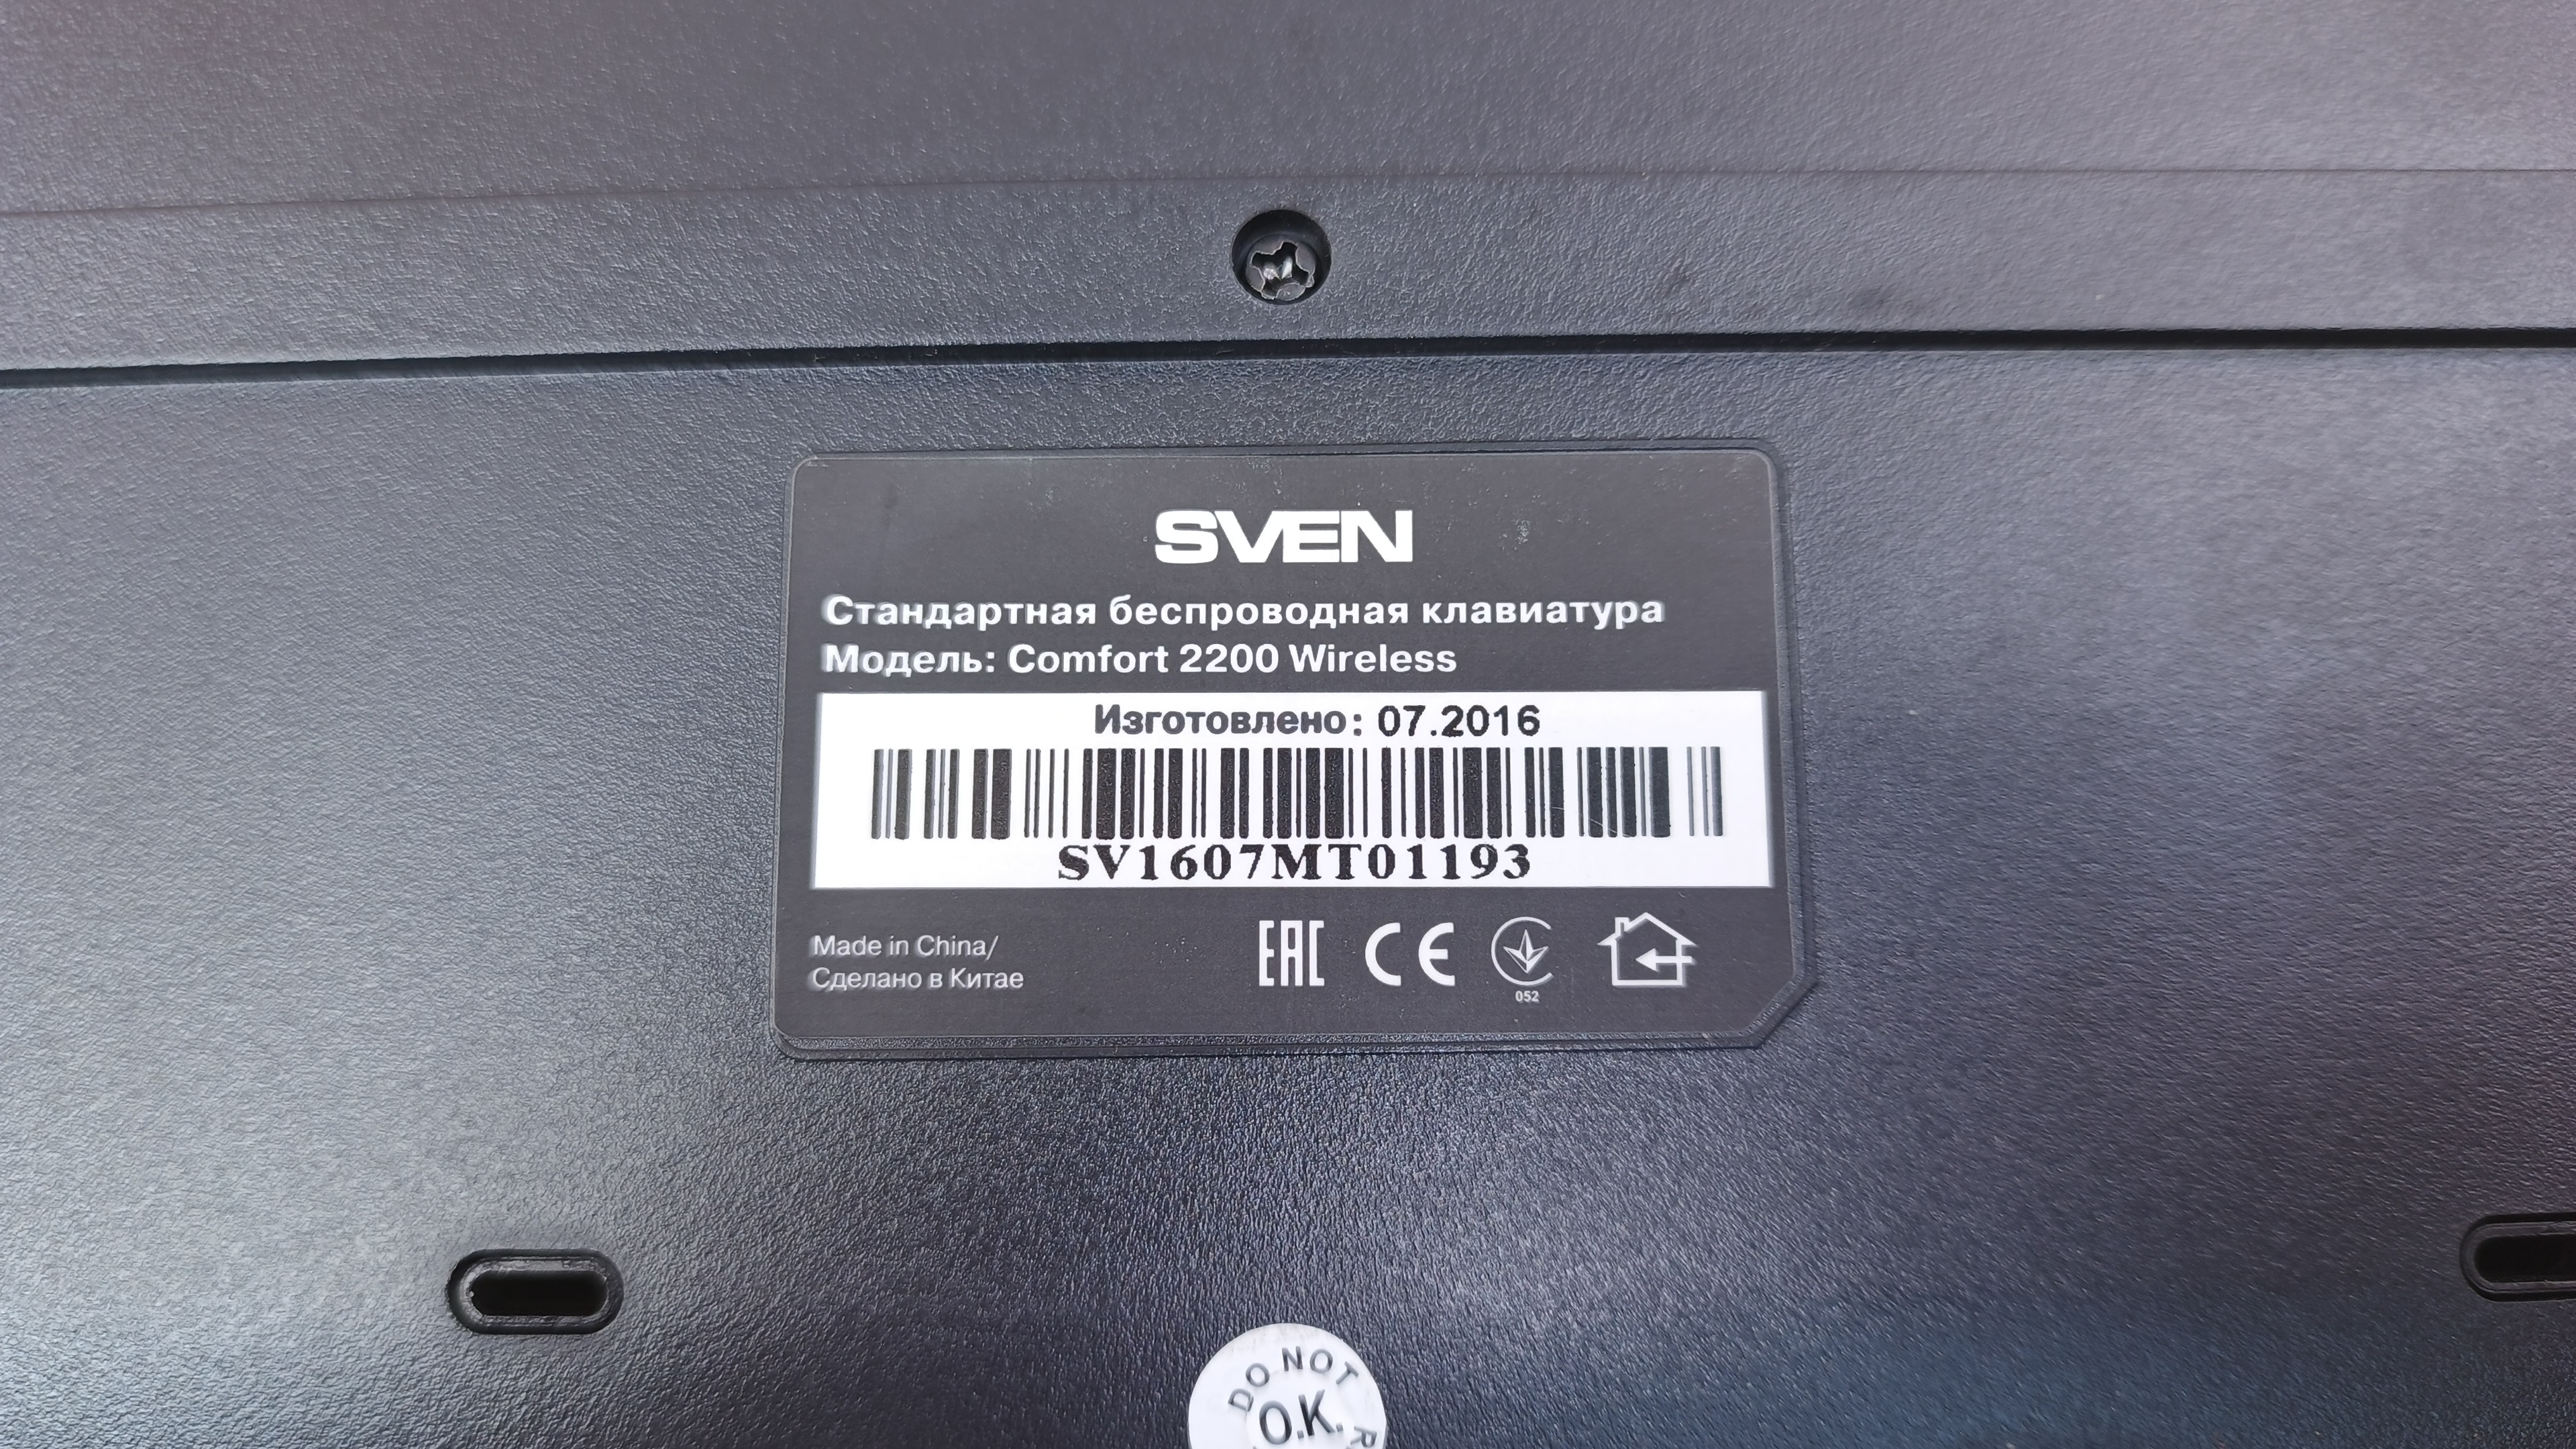 SVEN
Стандартная беспроводная клавиатура
Модель: Comfort 2200 Wireless
Изготовлено: 07.2016
SV1607MT01193
Made in China/
Сделано в Китае
EAC CE
052
DO NOT
O.K.